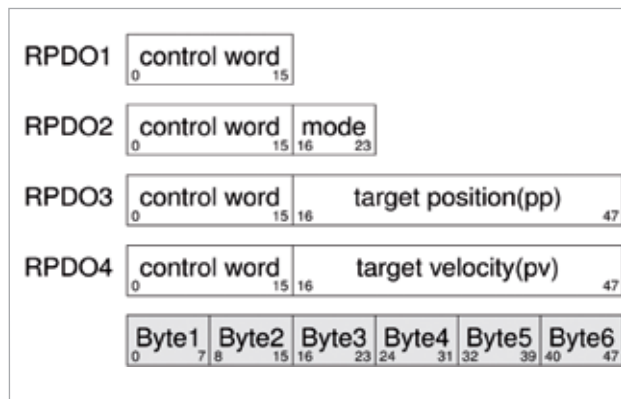 RPDO1 control word
0 15
RPDO2 control word mode
0 15 16 23
RPDO3 control word target position(pp)
0 15 16 47
RPDO4 control word target velocity(pv)
0 15 16 47
Byte1 Byte2 Byte3 Byte4 Byte5 Byte6
0 7 8 15 16 23 24 31 32 39 40 47